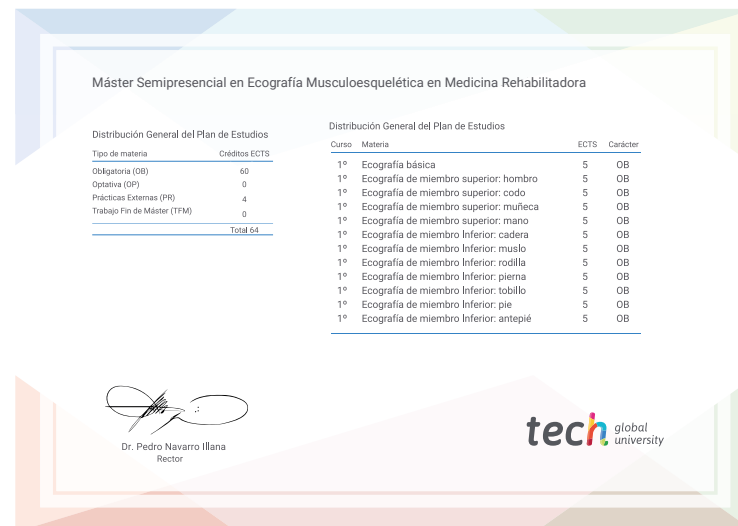 Máster Semipresencial en Ecografía Musculoesquelética en Medicina Rehabilitadora
Distribución General del Plan de Estudios
Tipo de materia Créditos ECTS
Obligatoria (OB) 60
Optativa (OP) 0
Prácticas Externas (PR) 4
Trabajo Fin de Máster (TFM) 0
Total 64
Distribución General del Plan de Estudios
Curso Materia ECTS Carácter
1º Ecografía básica 5 OB
1º Ecografía de miembro superior: hombro 5 OB
1º Ecografía de miembro superior: codo 5 OB
1º Ecografía de miembro superior: muñeca 5 OB
1º Ecografía de miembro superior: mano 5 OB
1º Ecografía de miembro Inferior: cadera 5 OB
1º Ecografía de miembro Inferior: muslo 5 OB
1º Ecografía de miembro Inferior: rodilla 5 OB
1º Ecografía de miembro Inferior: pierna 5 OB
1º Ecografía de miembro Inferior: tobillo 5 OB
1º Ecografía de miembro Inferior: pie 5 OB
1º Ecografía de miembro Inferior: antepié 5 OB
Dr. Pedro Navarro Illana
Rector
tech global university